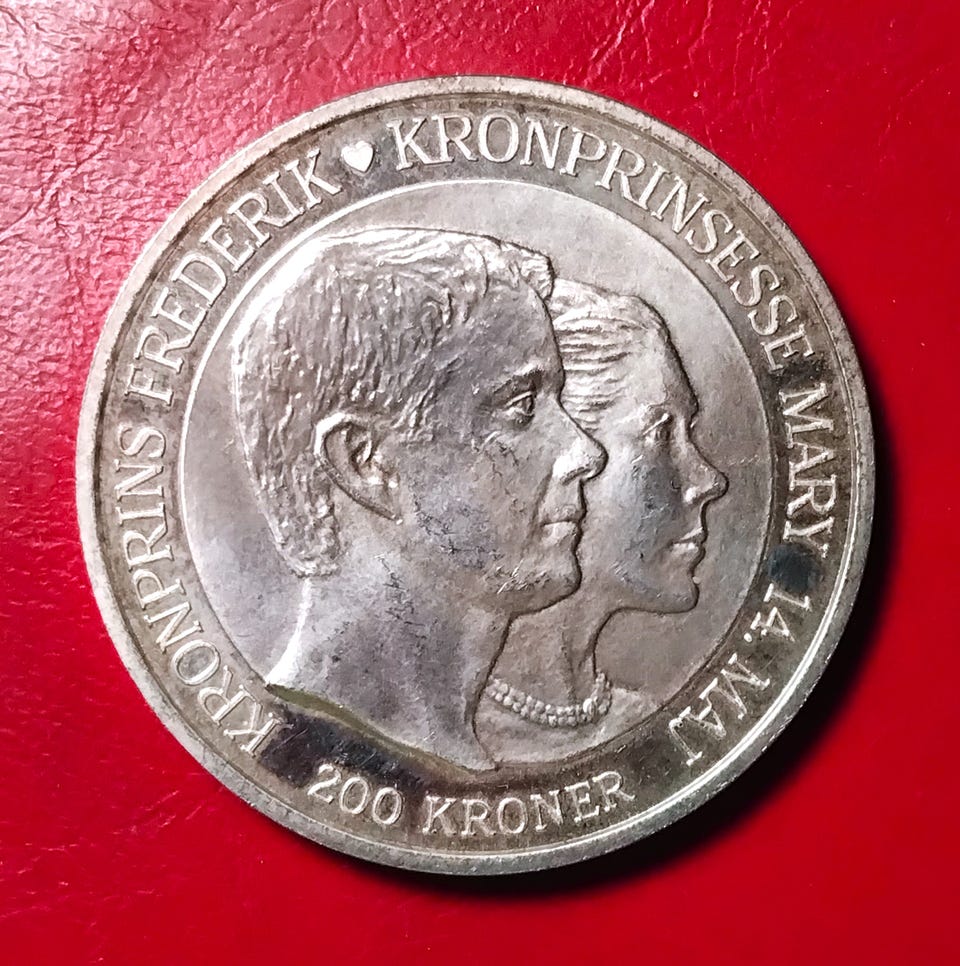 KRONPRINS FREDERIK ♥ KRONPRINSESSE MARY 14. MAJ
200 KRONER